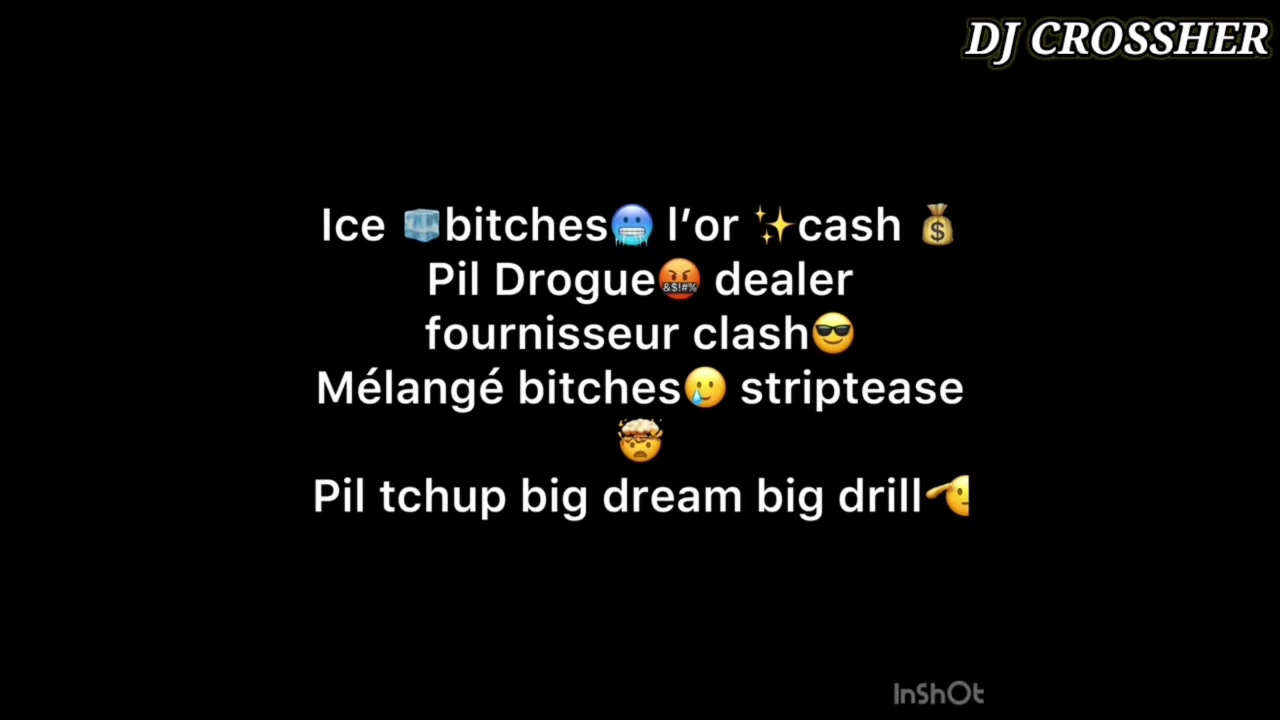 DJ CROSSHER
Ice 🧊bitches🥶 l’or ✨cash 💰
Pil Drogue🤬 dealer
fournisseur clash😎
Mélangé bitches🥲 striptease
🤯
Pil tchup big dream big drill🫡
InShOt